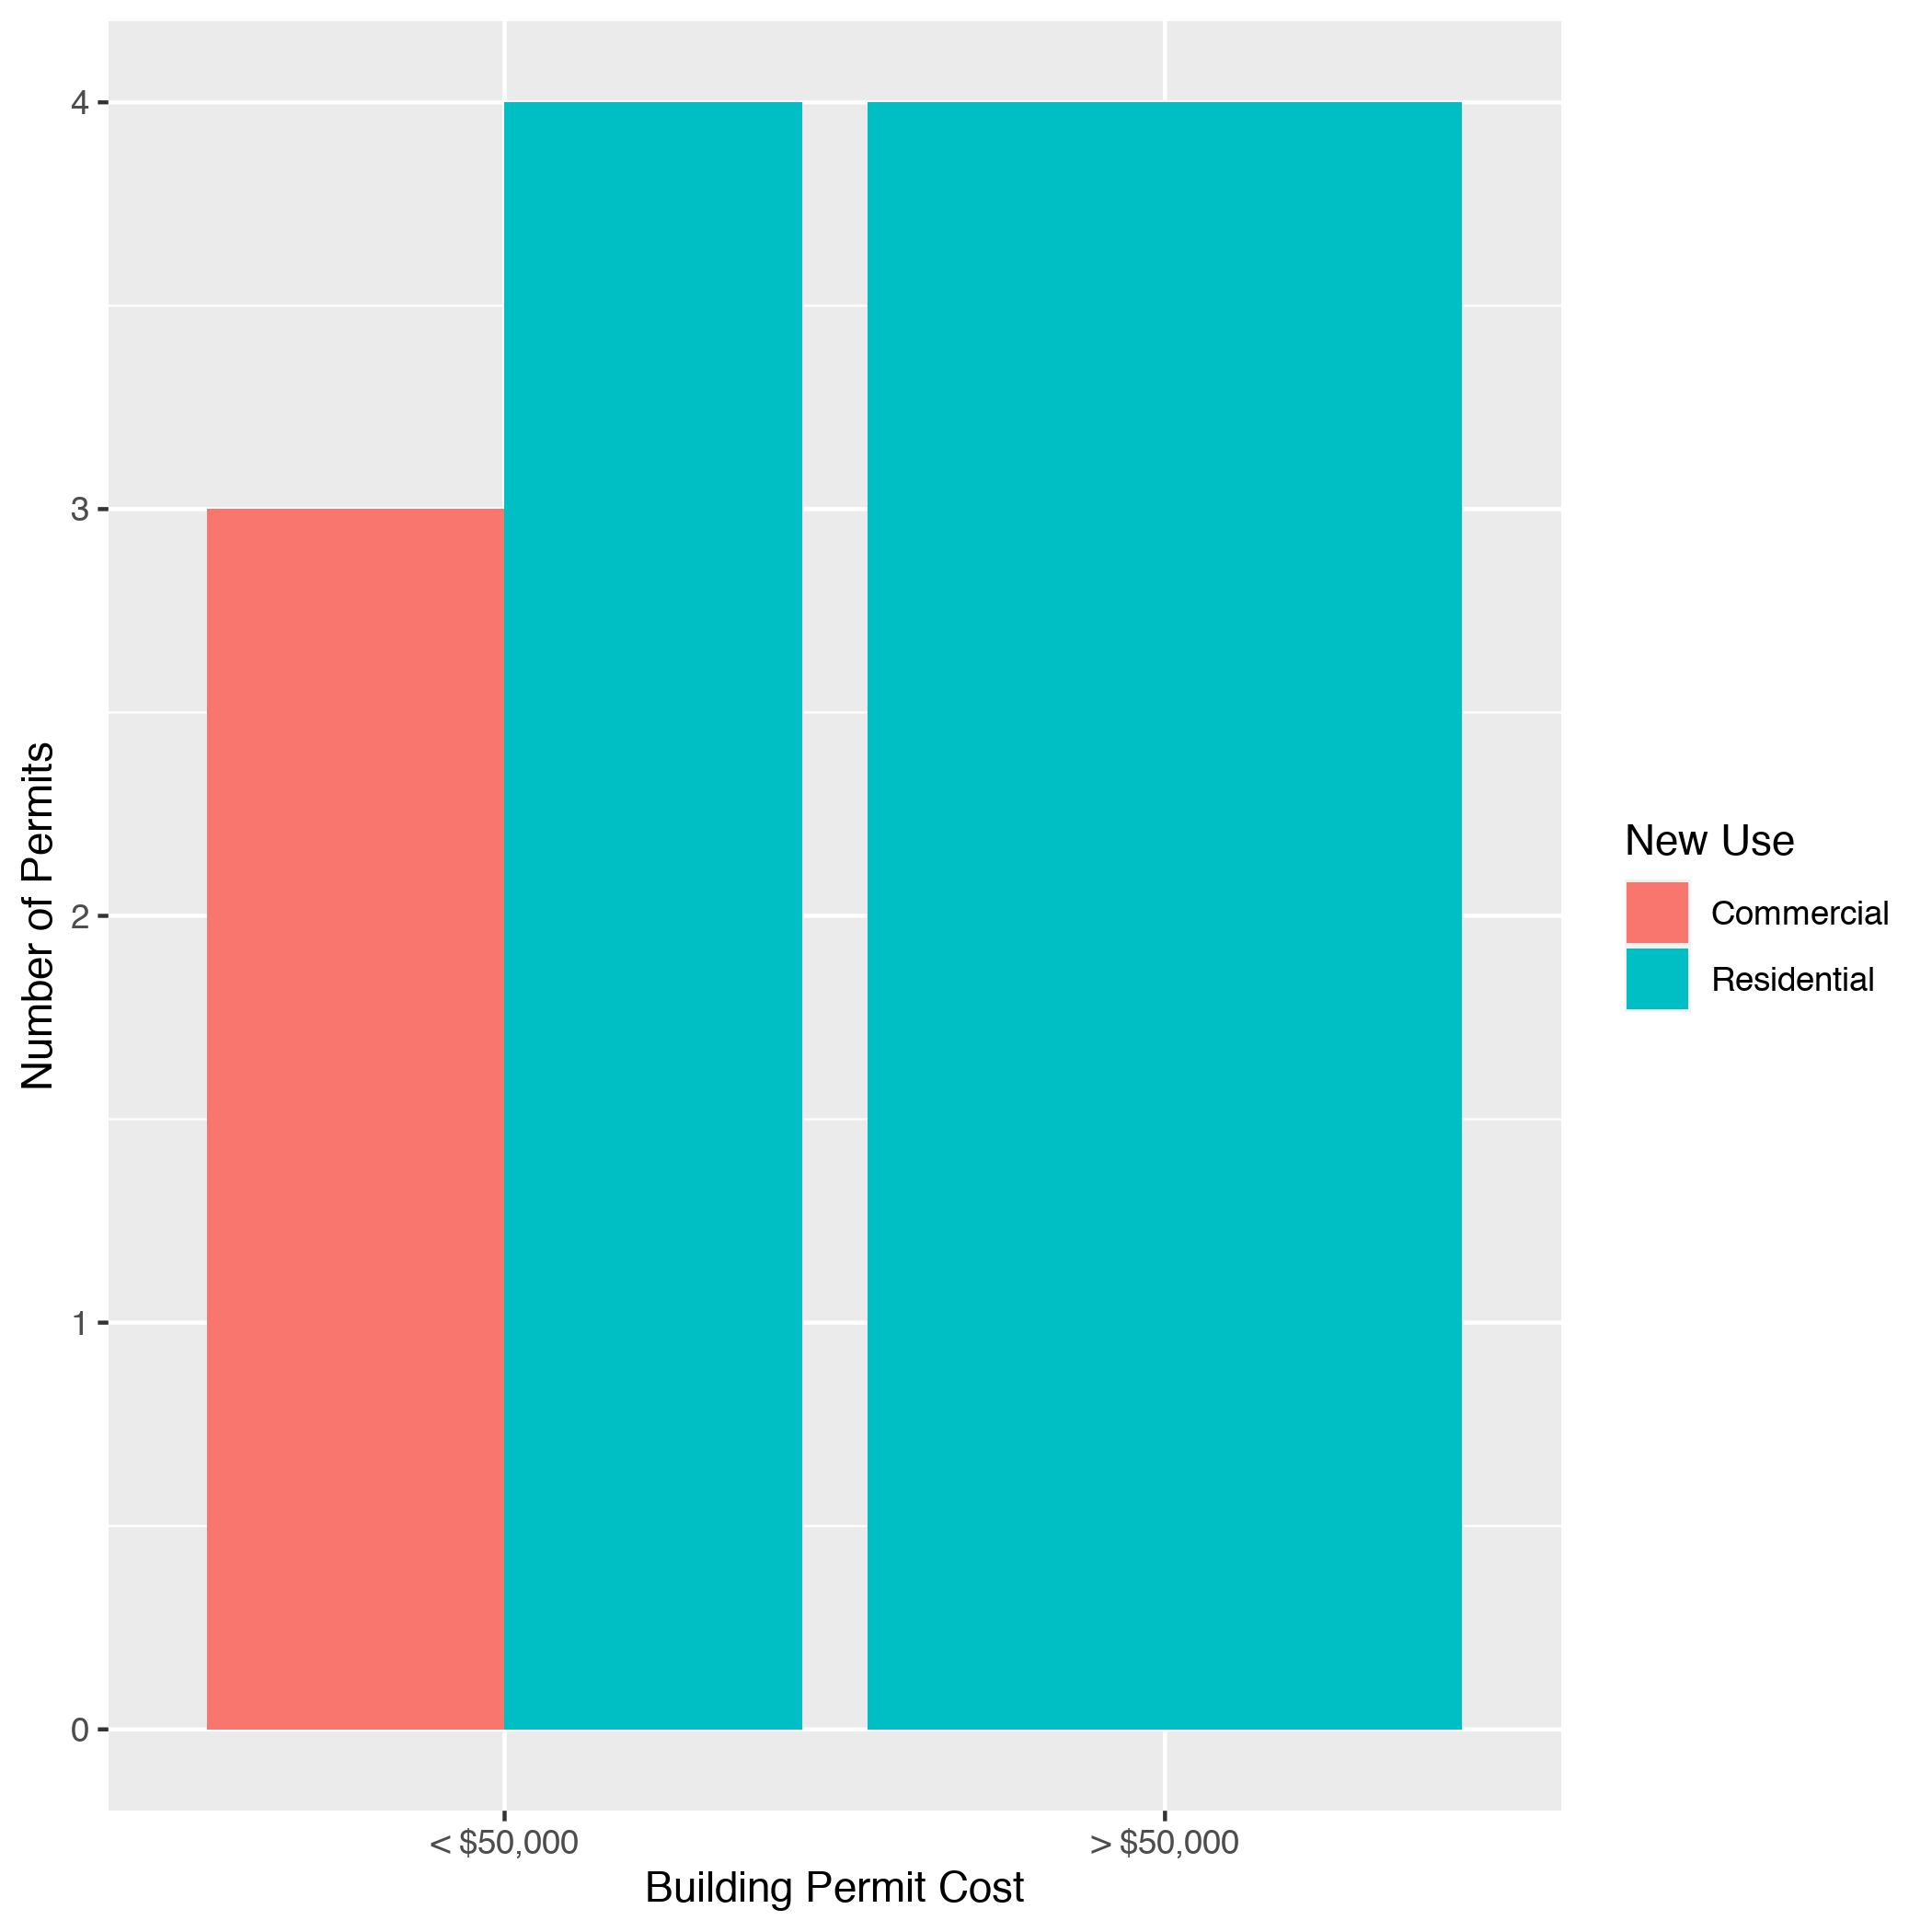 4
3
2
1
0
Number of Permits
< $50,000
> $50,000
Building Permit Cost
New Use
Commercial
Residential